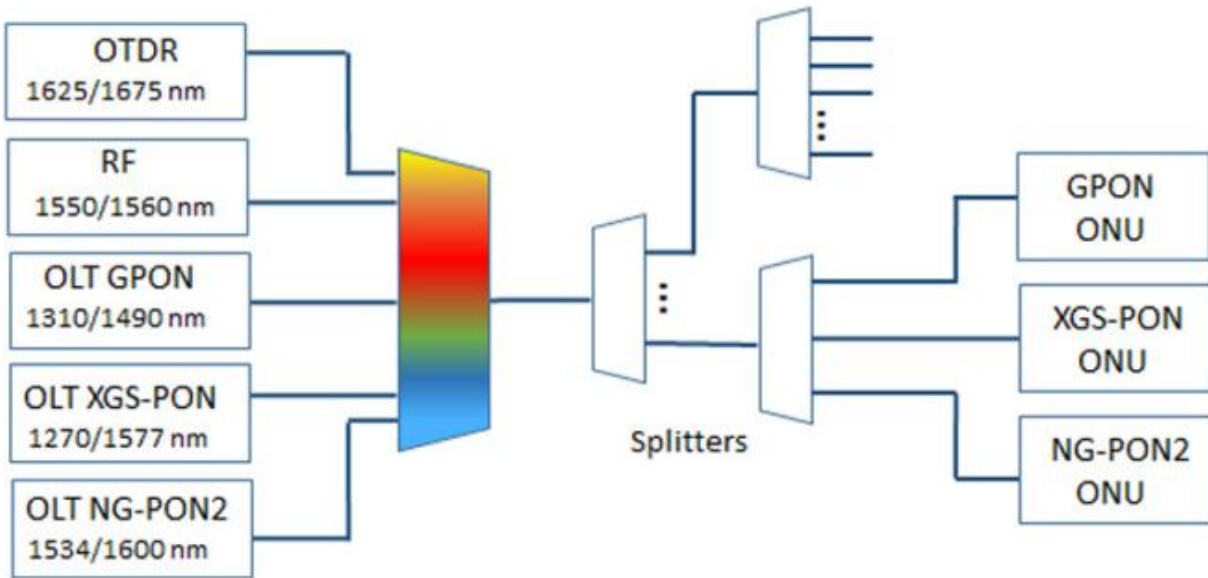 OTDR
1625/1675 nm
RF
1550/1560 nm
OLT GPON
1310/1490 nm
OLT XGS-PON
1270/1577 nm
OLT NG-PON2
1534/1600 nm
Splitters
GPON
ONU
XGS-PON
ONU
NG-PON2
ONU